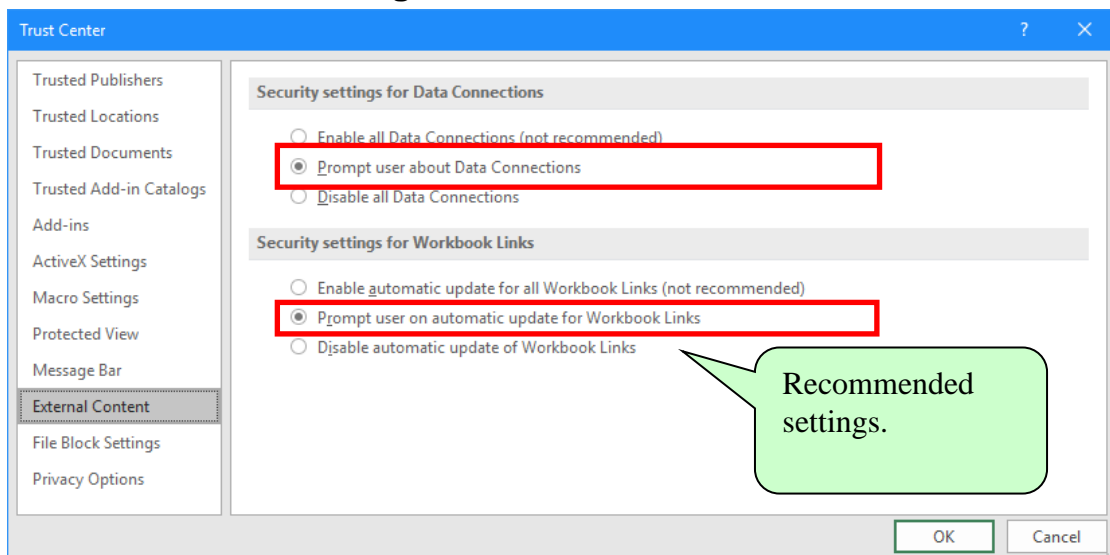 Trust Center ? ×
Trusted Publishers
Trusted Locations
Trusted Documents
Trusted Add-in Catalogs
Add-ins
ActiveX Settings
Macro Settings
Protected View
Message Bar
External Content
File Block Settings
Privacy Options
Security settings for Data Connections
Enable all Data Connections (not recommended)
Prompt user about Data Connections
Disable all Data Connections
Security settings for Workbook Links
Enable automatic update for all Workbook Links (not recommended)
Prompt user on automatic update for Workbook Links
Disable automatic update of Workbook Links
Recommended
settings.
OK Cancel